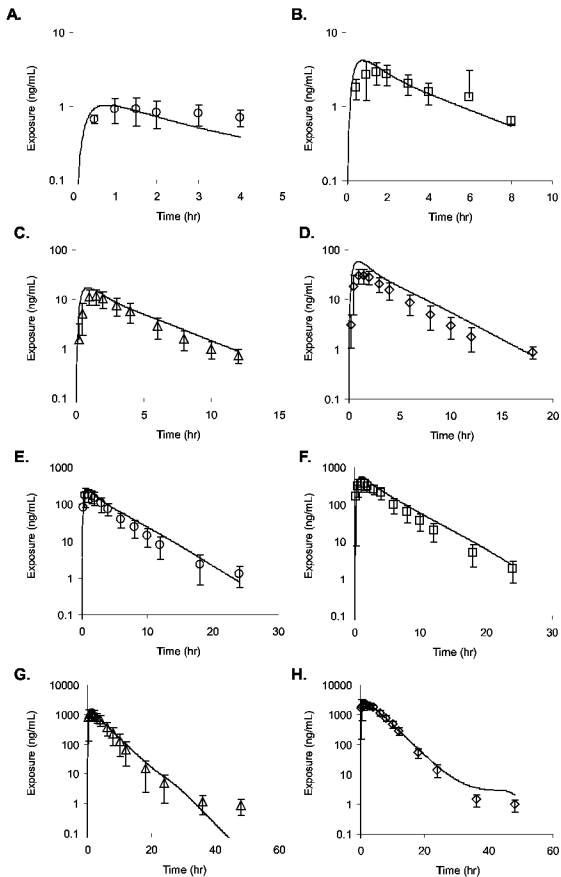 A.
B.
Exposure (ng/mL)
10
1
0.1
0 1 2 3 4 5
Time (hr)
Exposure (ng/mL)
10
1
0.1
0 2 4 6 8 10
Time (hr)
C.
D.
Exposure (ng/mL)
100
10
1
0.1
0 5 10 15
Time (hr)
Exposure (ng/mL)
100
10
1
0.1
0 5 10 15 20
Time (hr)
E.
F.
Exposure (ng/mL)
1000
100
10
1
0.1
0 10 20 30
Time (hr)
Exposure (ng/mL)
1000
100
10
1
0.1
0 10 20 30
Time (hr)
G.
H.
Exposure (ng/mL)
10000
1000
100
10
1
0.1
0 20 40 60
Time (hr)
Exposure (ng/mL)
10000
1000
100
10
1
0.1
0 20 40 60
Time (hr)